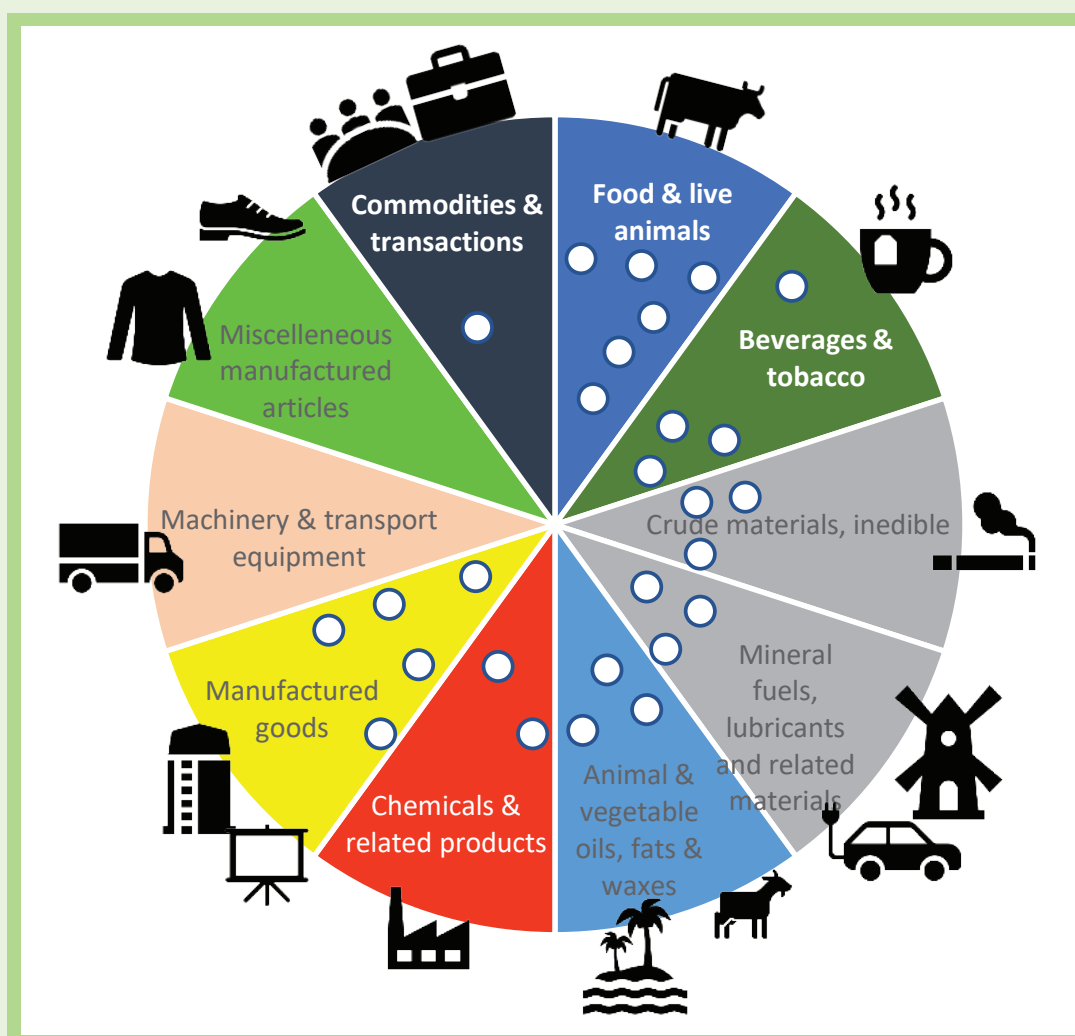 Commodities &
transactions
Food & live
animals
Beverages &
tobacco
Crude materials, inedible
Mineral
fuels,
lubricants
and related
materials
Animal &
vegetable
oils, fats &
waxes
Chemicals &
related products
Manufactured
goods
Machinery & transport
equipment
Miscelleneous
manufactured
articles